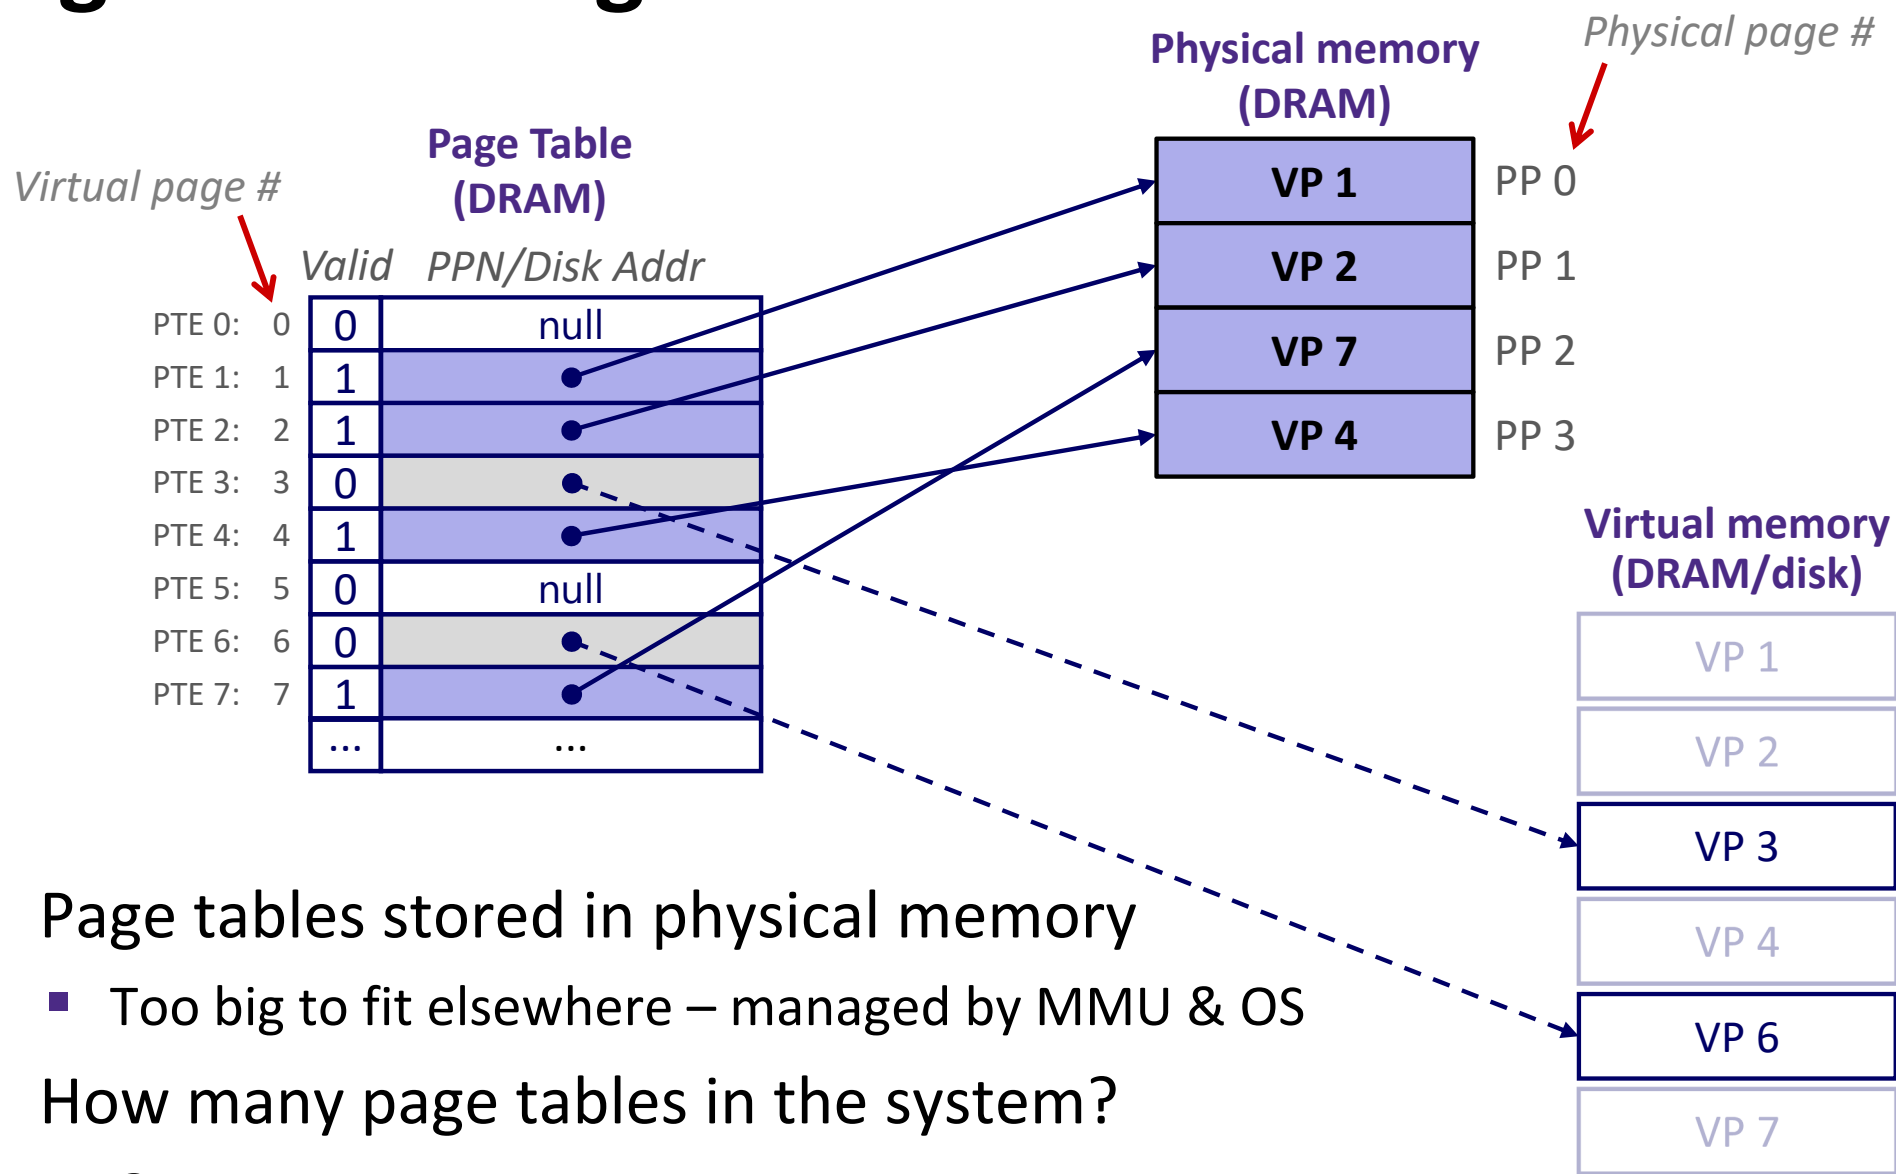 Physical page #
Physical memory
(DRAM)
Page Table
(DRAM)
Virtual page #
Valid PPN/Disk Addr
PTE 0: 0 0 null
PTE 1: 1 1
PTE 2: 2 1
PTE 3: 3 0
PTE 4: 4 1
PTE 5: 5 0 null
PTE 6: 6 0
PTE 7: 7 1
... ...
VP 1 PP 0
VP 2 PP 1
VP 7 PP 2
VP 4 PP 3
Virtual memory
(DRAM/disk)
VP 1
VP 2
VP 3
VP 4
VP 6
VP 7
Page tables stored in physical memory
▪ Too big to fit elsewhere – managed by MMU & OS
How many page tables in the system?